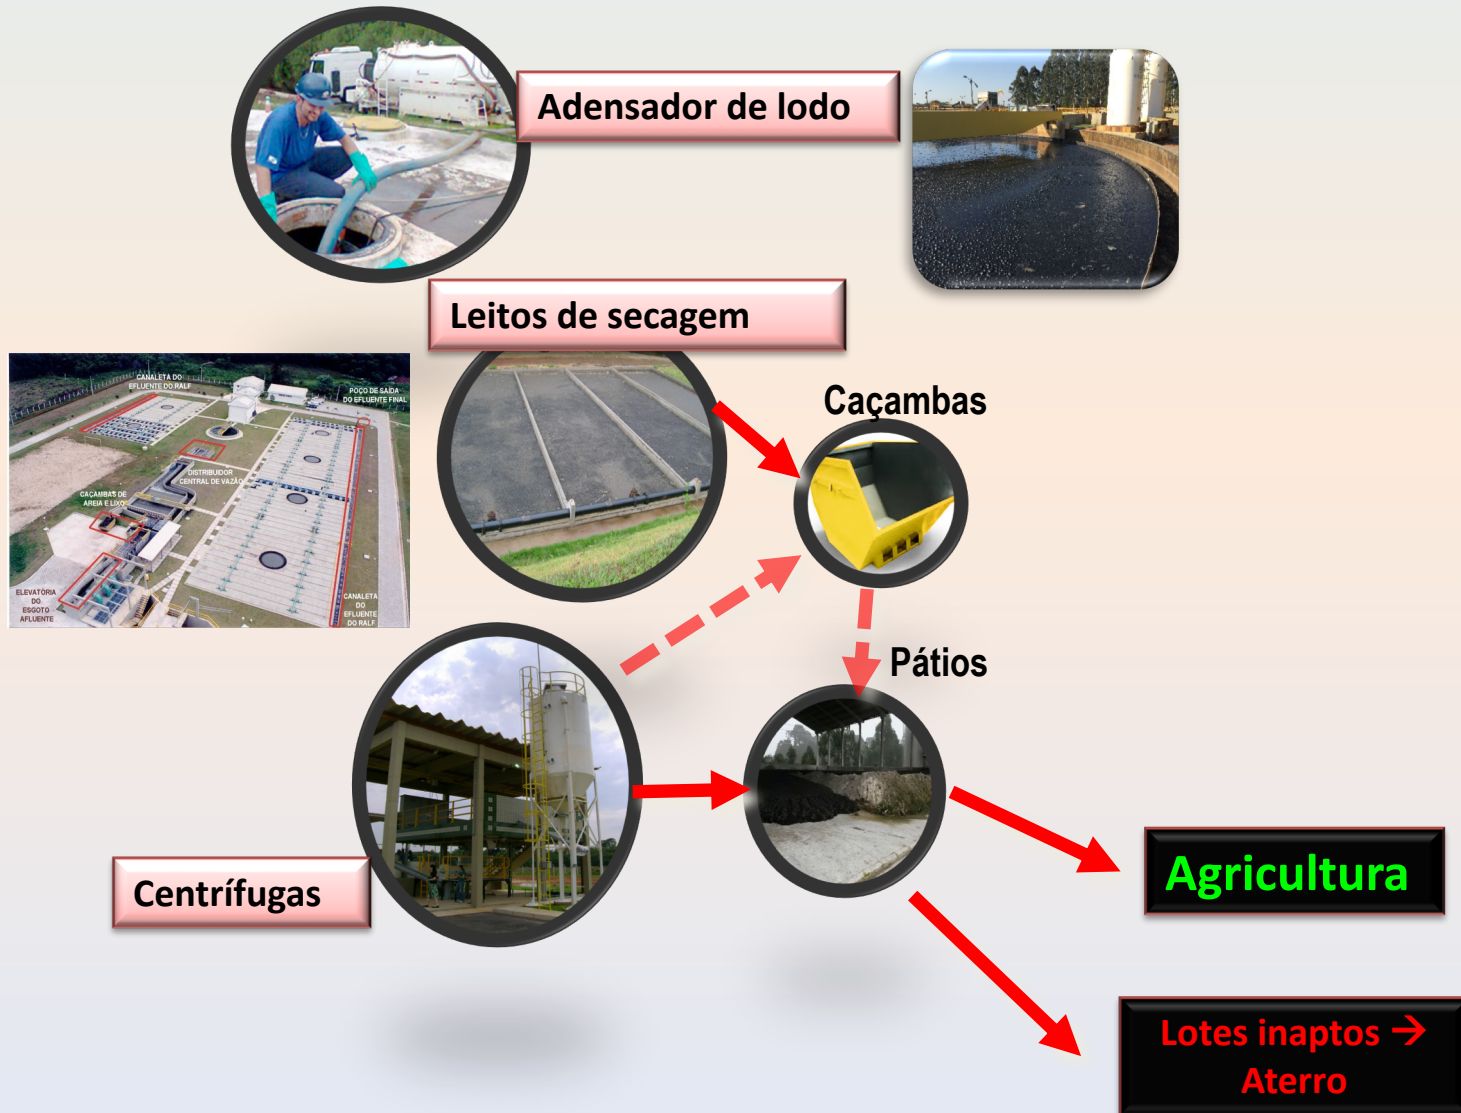 Adensador de lodo
Leitos de secagem
CANALETA DO
EFLUENTE DO RALF
POÇO DE SAÍDA
DO EFLUENTE FINAL
DISTRIBUIDOR
CENTRAL DE VAZÃO
CAÇAMBAS DE
AREIA E LIXO
ELEVATÓRIA
DO
ESGOTO
AFLUENTE
CANALETA
DO
EFLUENTE
DO RALF
Caçambas
Pátios
Centrífugas
Agricultura
Lotes inaptos →
Aterro